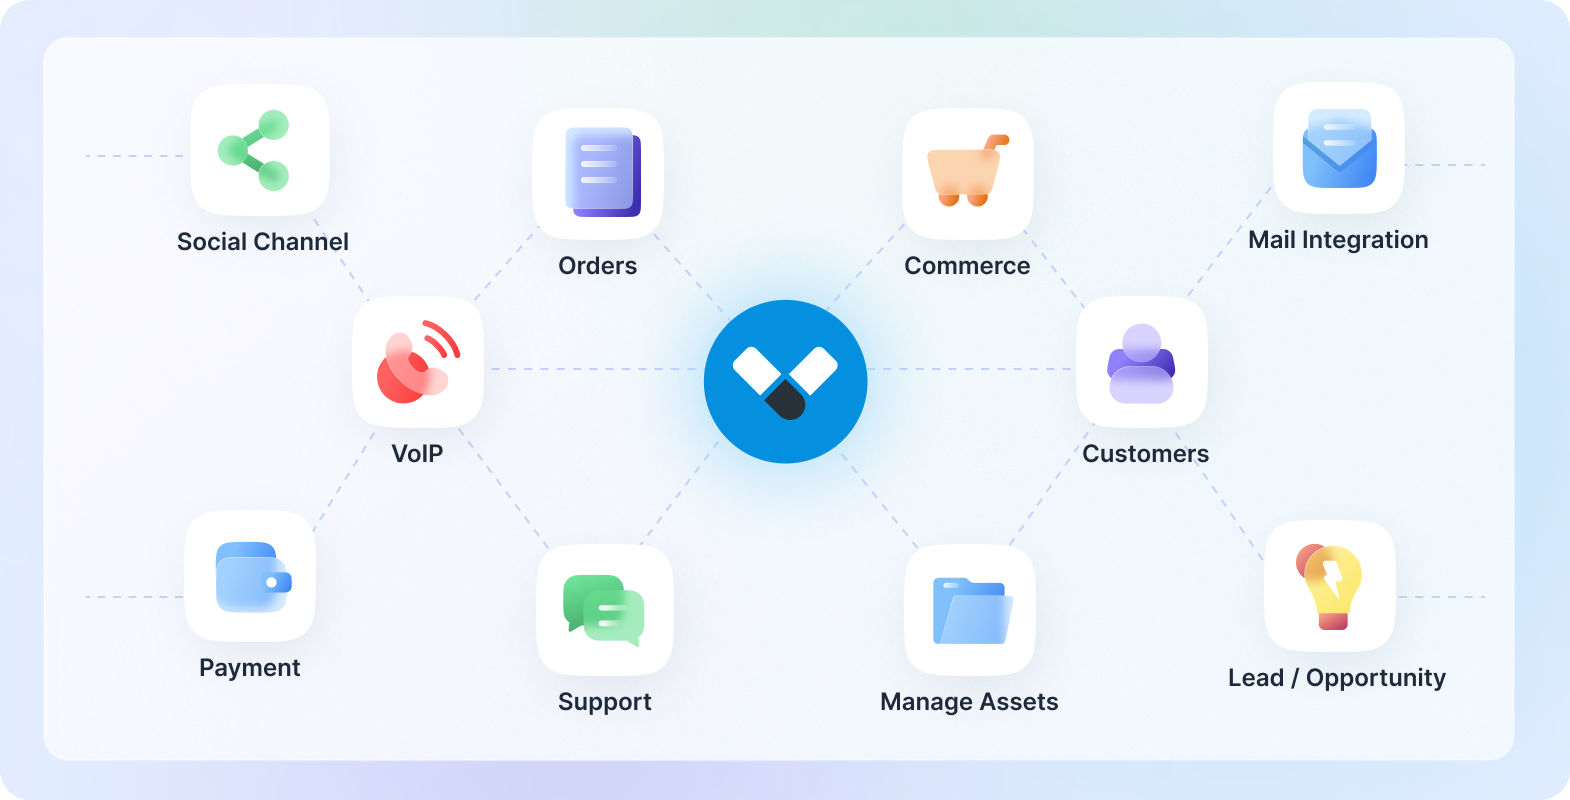 Social Channel
Orders
Commerce
Mail Integration
VoIP
Customers
Payment
Support
Manage Assets
Lead / Opportunity